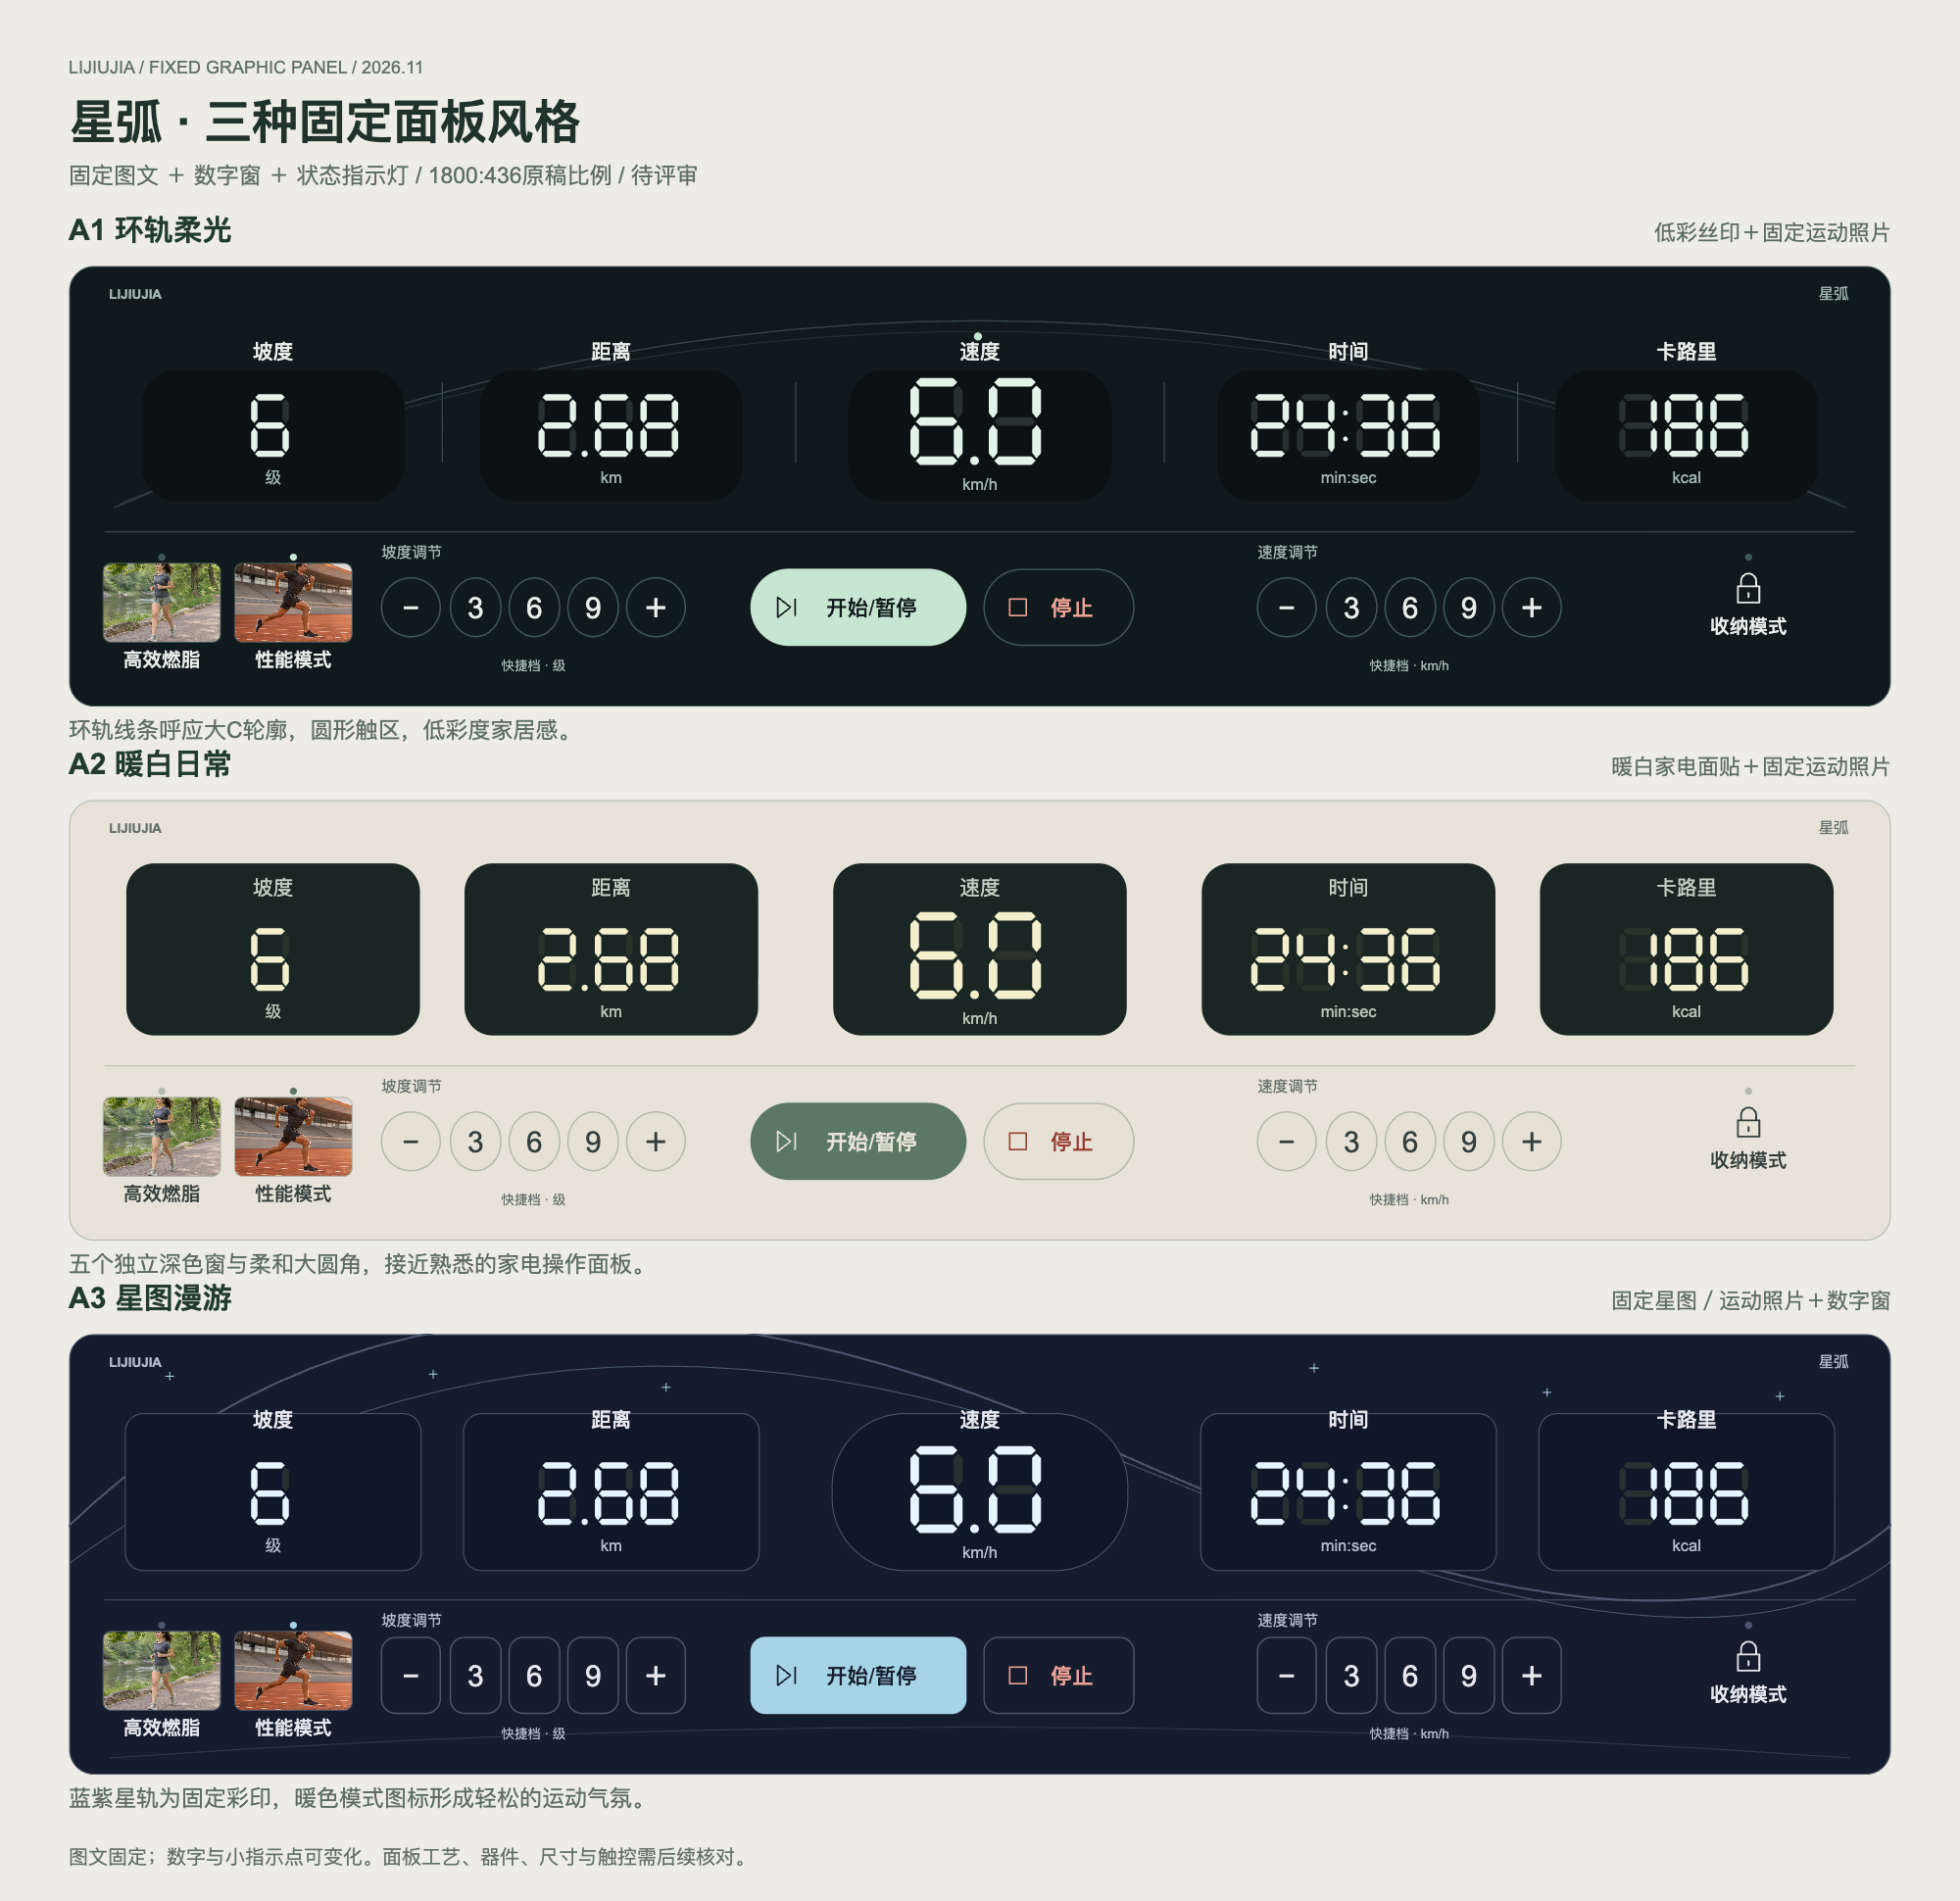 LIJIUJIA / FIXED GRAPHIC PANEL / 2026.11
星弧 · 三种固定面板风格
固定图文 ＋ 数字窗 ＋ 状态指示灯 / 1800:436原稿比例 / 待评审
A1 环轨柔光
低彩丝印＋固定运动照片
LIJIUJIA
星弧
坡度
距离
速度
时间
卡路里
6
2.68
6.0
24:36
186
级
km
km/h
min:sec
kcal
坡度调节
速度调节
− 3 6 9 +
开始/暂停
停止
− 3 6 9 +
高效燃脂
性能模式
快捷档 · 级
快捷档 · km/h
收纳模式
环轨线条呼应大C轮廓，圆形触区，低彩度家居感。
A2 暖白日常
暖白家电面贴＋固定运动照片
LIJIUJIA
星弧
坡度
距离
速度
时间
卡路里
6
2.68
6.0
24:36
186
级
km
km/h
min:sec
kcal
坡度调节
速度调节
− 3 6 9 +
开始/暂停
停止
− 3 6 9 +
高效燃脂
性能模式
快捷档 · 级
快捷档 · km/h
收纳模式
五个独立深色窗与柔和大圆角，接近熟悉的家电操作面板。
A3 星图漫游
固定星图 / 运动照片＋数字窗
LIJIUJIA
星弧
坡度
距离
速度
时间
卡路里
6
2.68
6.0
24:36
186
级
km
km/h
min:sec
kcal
坡度调节
速度调节
− 3 6 9 +
开始/暂停
停止
− 3 6 9 +
高效燃脂
性能模式
快捷档 · 级
快捷档 · km/h
收纳模式
蓝紫星轨为固定彩印，暖色模式图标形成轻松的运动气氛。
图文固定；数字与小指示点可变化。面板工艺、器件、尺寸与触控需后续核对。